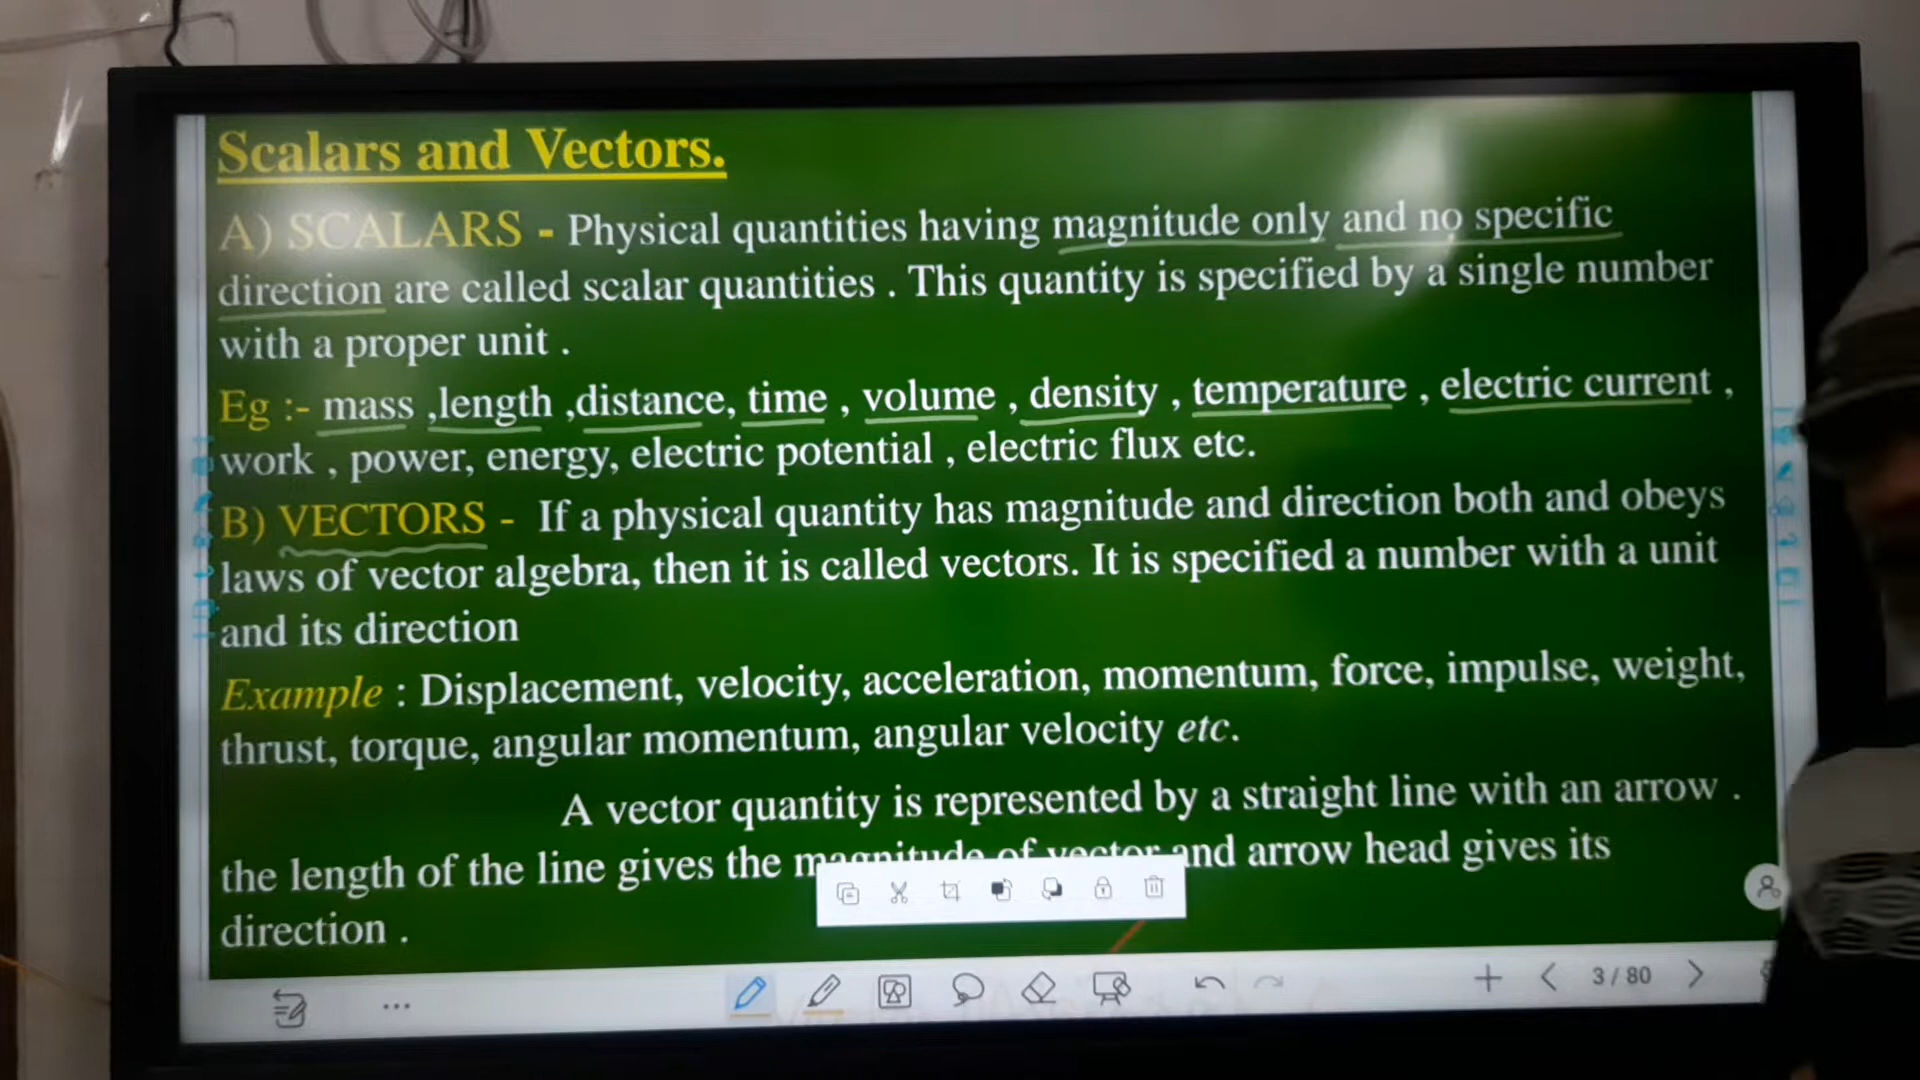 Scalars and Vectors.
A) SCALARS - Physical quantities having magnitude only and no specific
direction are called scalar quantities . This quantity is specified by a single number
with a proper unit .
Eg :- mass ,length ,distance, time , volume , density , temperature , electric current ,
work , power, energy, electric potential , electric flux etc.
B) VECTORS - If a physical quantity has magnitude and direction both and obeys
laws of vector algebra, then it is called vectors. It is specified a number with a unit
and its direction
Example : Displacement, velocity, acceleration, momentum, force, impulse, weight,
thrust, torque, angular momentum, angular velocity etc.
A vector quantity is represented by a straight line with an arrow .
the length of the line gives the magnitude of vector and arrow head gives its
direction .
3 / 80